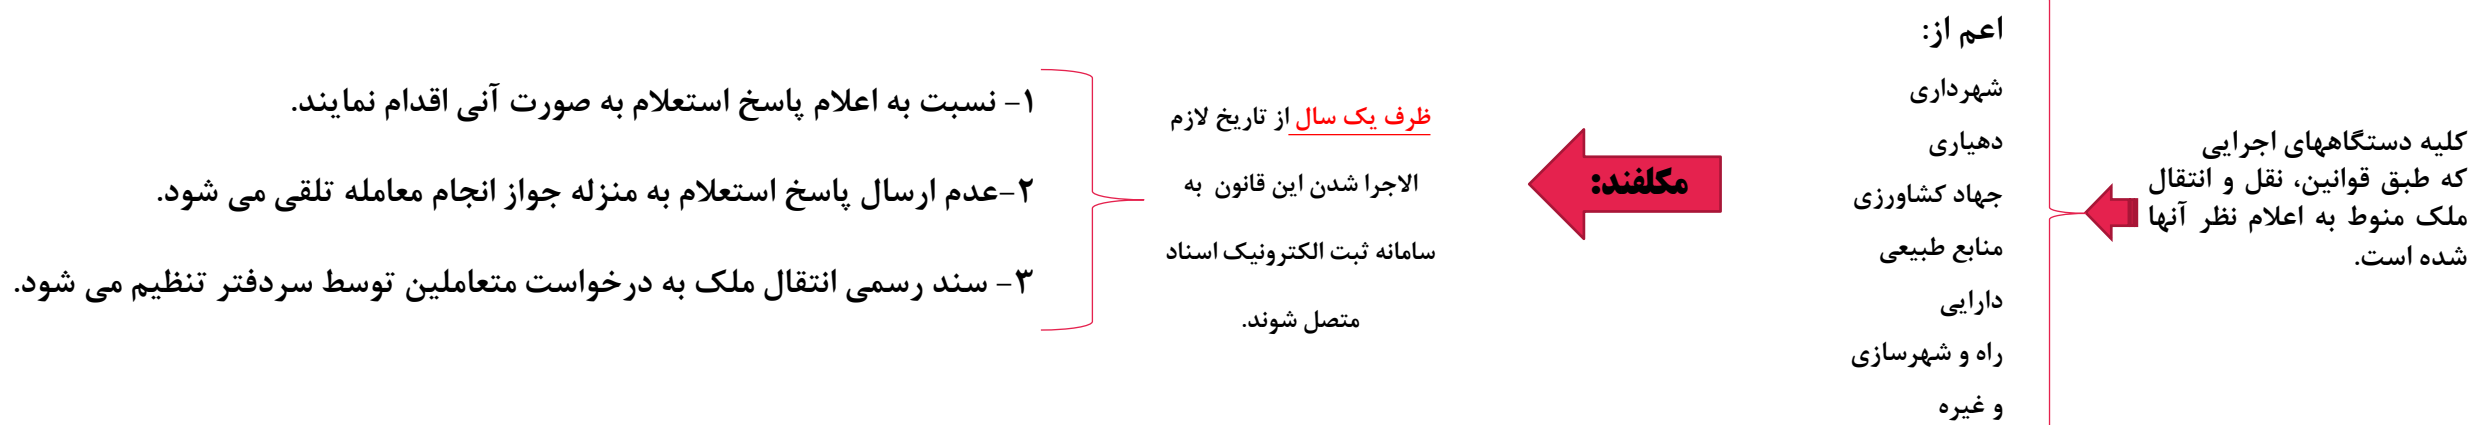 کلیه دستگاههای اجرایی
که طبق قوانین، نقل و انتقال
ملک منوط به اعلام نظر آنها
شده است.
اعم از:
شهرداری
دهیاری
جهاد کشاورزی
منابع طبیعی
دارایی
راه و شهرسازی
و غیره
مکلفند:
ظرف یک سال از تاریخ لازم
الاجرا شدن این قانون به
سامانه ثبت الکترونیک اسناد
متصل شوند.
۱- نسبت به اعلام پاسخ استعلام به صورت آنی اقدام نمایند.
۲-عدم ارسال پاسخ استعلام به منزله جواز انجام معامله تلقی می شود.
۳- سند رسمی انتقال ملک به درخواست متعاملین توسط سردفتر تنظیم می شود.